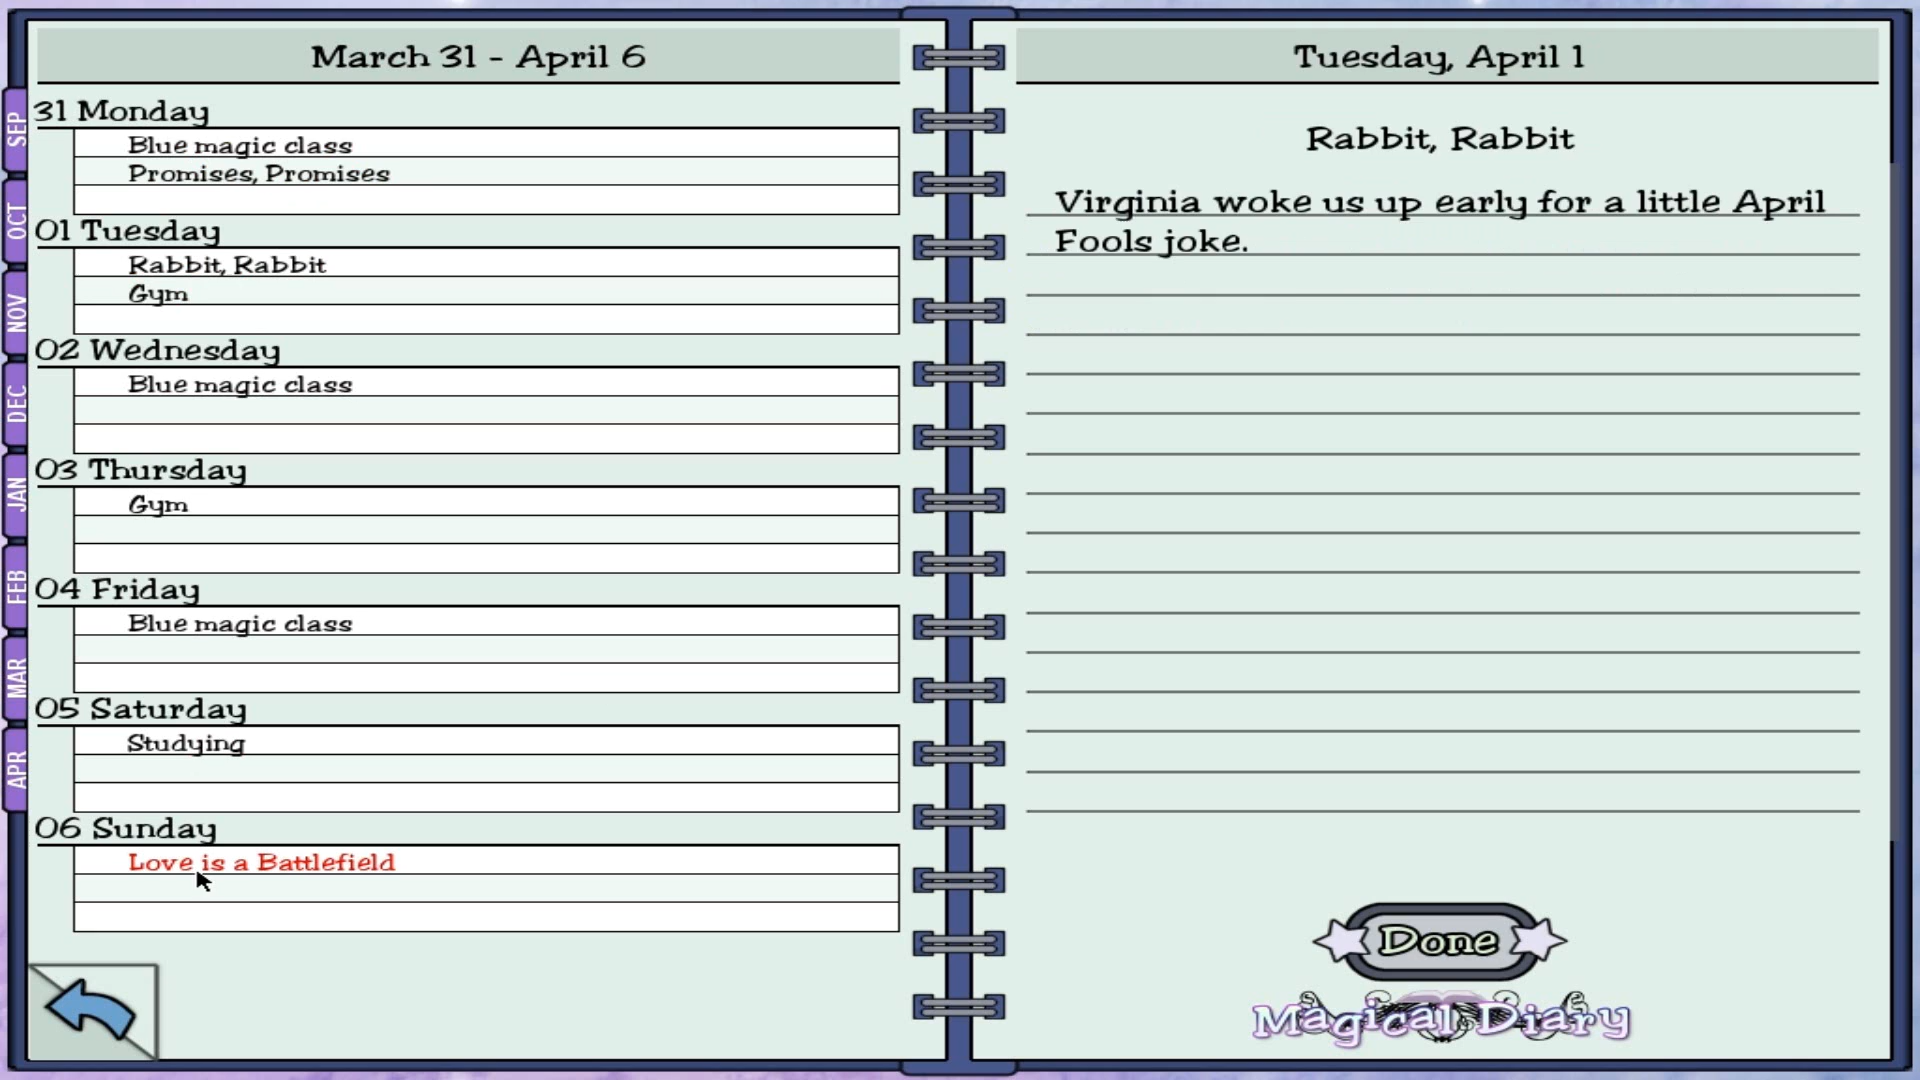 March 31 - April 6
31 Monday
Blue magic class
Promises, Promises
01 Tuesday
Rabbit, Rabbit
Gym
02 Wednesday
Blue magic class
03 Thursday
Gym
04 Friday
Blue magic class
05 Saturday
Studying
06 Sunday
Love is a Battlefield
SEP
OCT
NOV
DEC
JAN
FEB
MAR
APR
Tuesday, April 1
Rabbit, Rabbit
Virginia woke us up early for a little April
Fools joke.
Done
Magical Diary